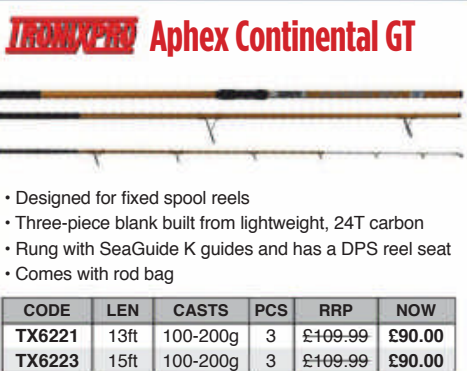 TRONIXPRO Aphex Continental GT
• Designed for fixed spool reels
• Three-piece blank built from lightweight, 24T carbon
• Rung with SeaGuide K guides and has a DPS reel seat
• Comes with rod bag
CODE LEN CASTS PCS RRP NOW
TX6221 13ft 100-200g 3 £109.99 £90.00
TX6223 15ft 100-200g 3 £109.99 £90.00